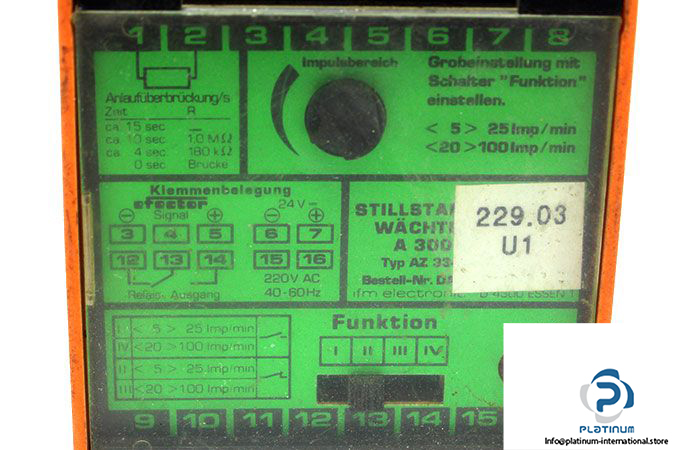 1 2 3 4 5 6 7 8
Anlaufüberbrückung/s
Zeit R
ca. 15 sec —
ca. 10 sec 1.0 MΩ
ca. 4 sec 180 kΩ
0 sec Brücke
Impulsbereich
Grobeinstellung mit
Schalter "Funktion"
einstellen.
< 5 > 25 Imp/min
<20 >100 Imp/min
Klemmenbelegung
efector 24V
⊖ Signal ⊕ ⊖ ⊕
3 4 5 6 7
12 13 14 15 16
Relais Ausgang
220V AC
40-60Hz
STILLSTA
WÄCHT
A 300
Typ AZ 33
Bestell-Nr.
ifm electronic D 4300 ESSEN 1
229.03
U1
I < 5 > 25 Imp/min
IV <20 >100 Imp/min
II < 5 > 25 Imp/min
III <20 >100 Imp/min
Funktion
I II III IV
9 10 11 12 13 14 15
PLATINUM
info@platinum-international.store